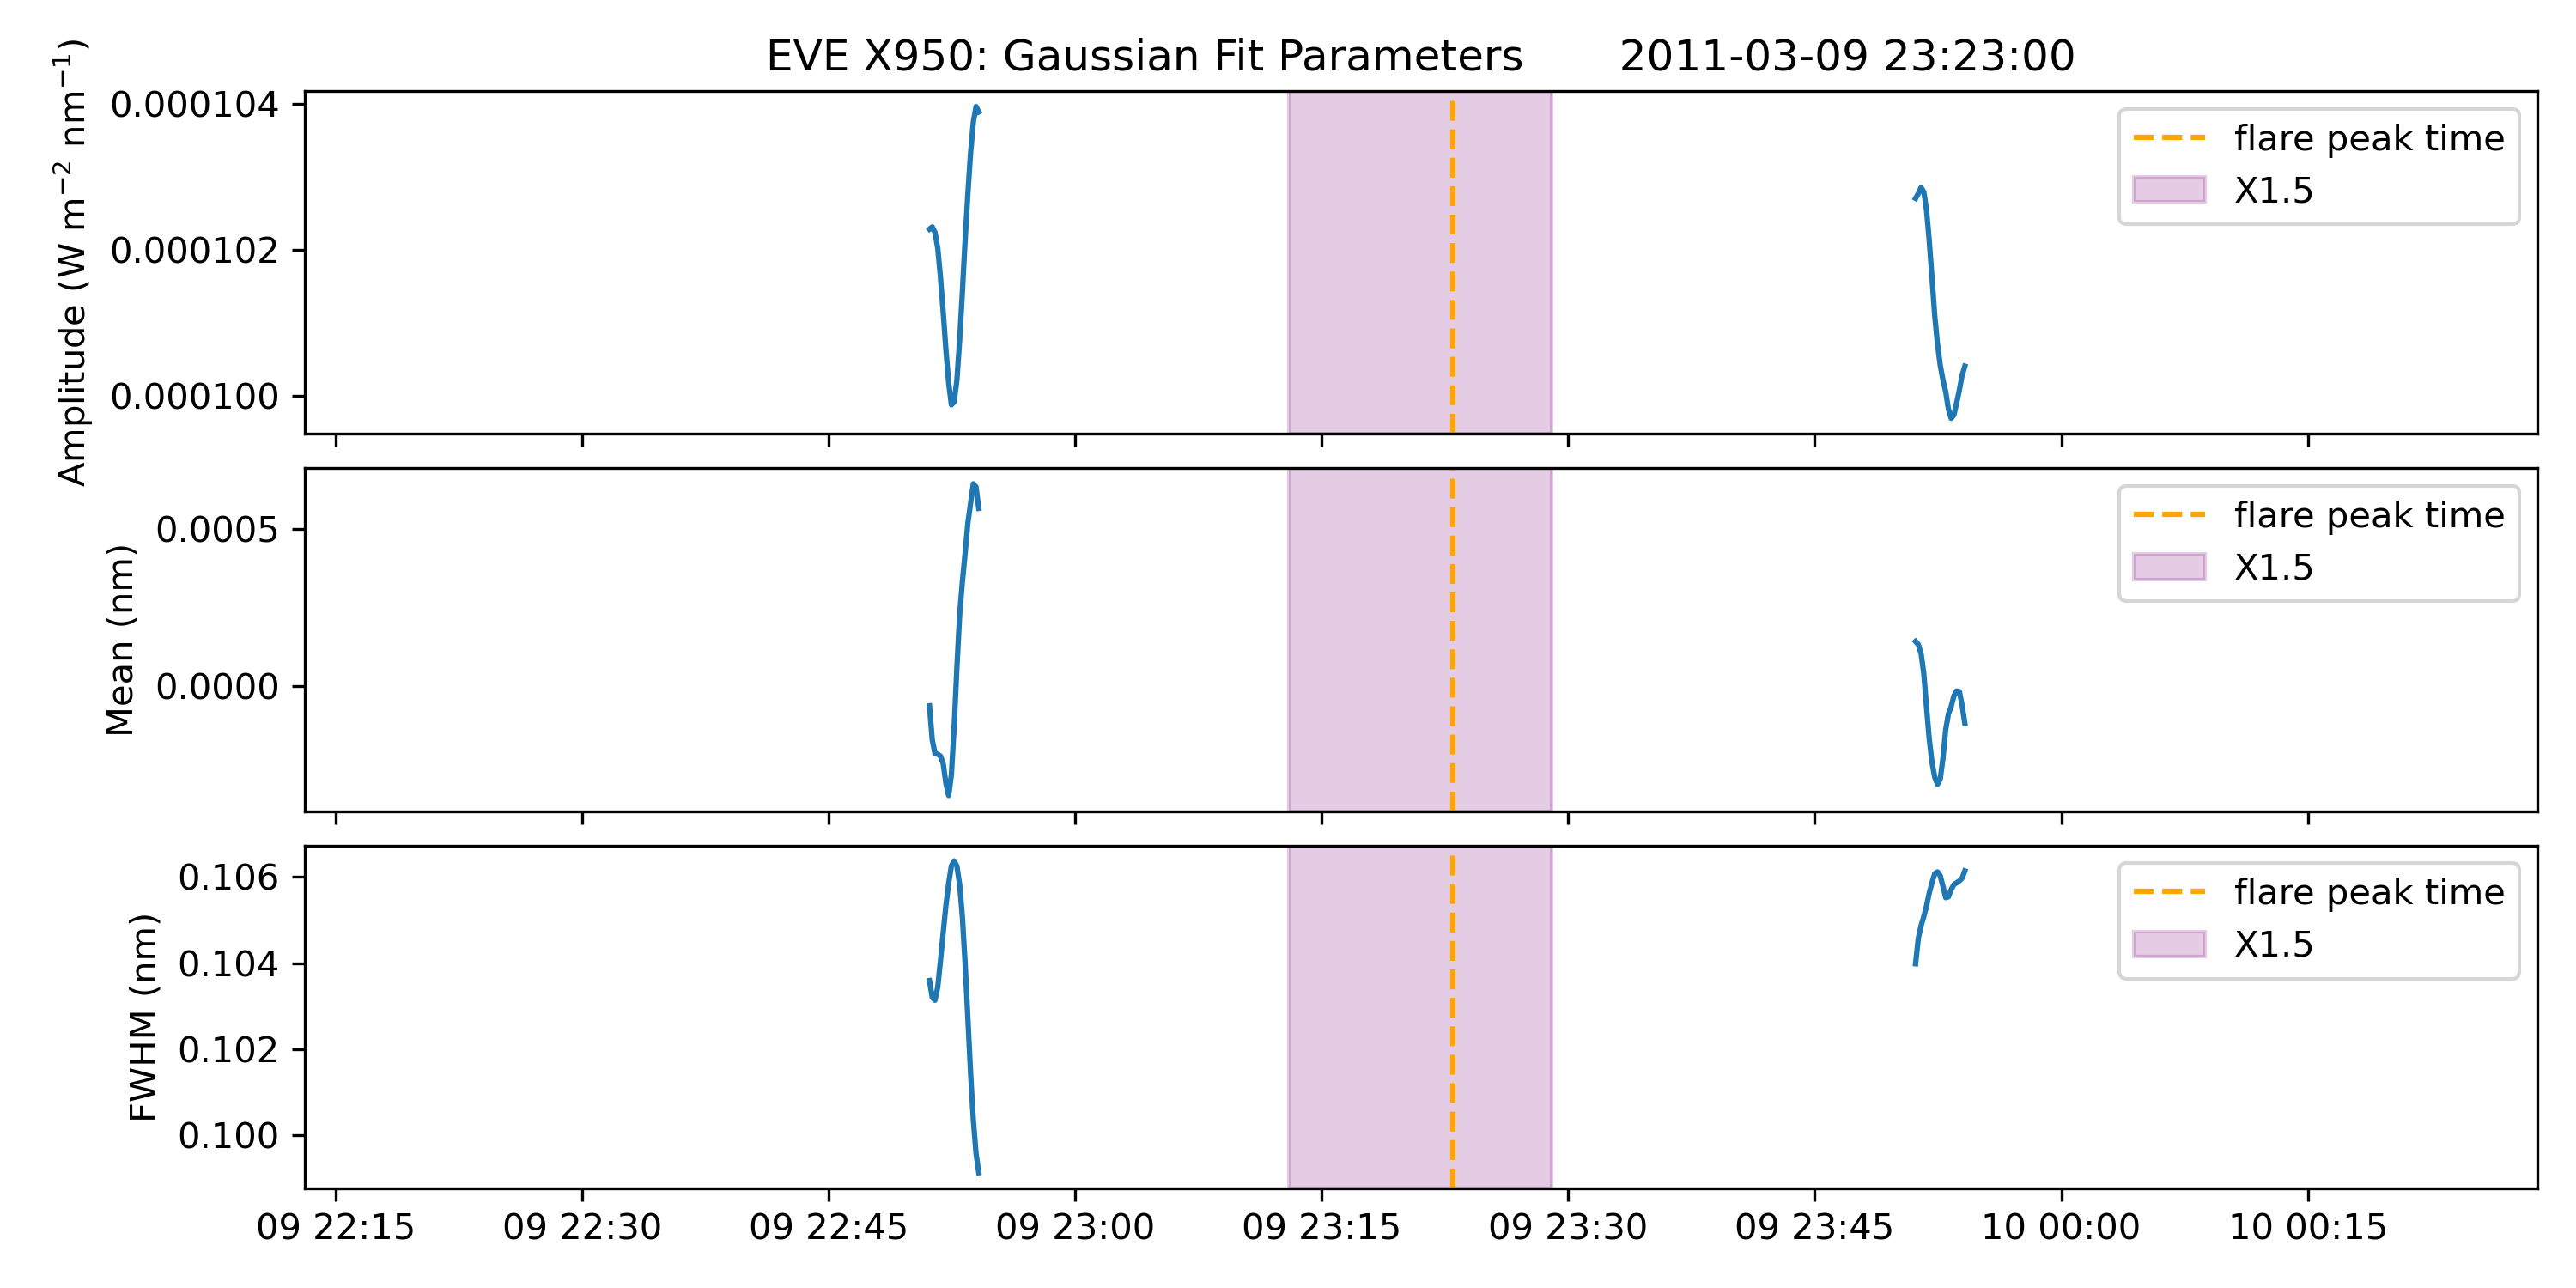 EVE X950: Gaussian Fit Parameters 2011-03-09 23:23:00
Amplitude (W m⁻² nm⁻¹)
0.000104
0.000102
0.000100
flare peak time
X1.5
Mean (nm)
0.0005
0.0000
flare peak time
X1.5
FWHM (nm)
0.106
0.104
0.102
0.100
flare peak time
X1.5
09 22:15 09 22:30 09 22:45 09 23:00 09 23:15 09 23:30 09 23:45 10 00:00 10 00:15